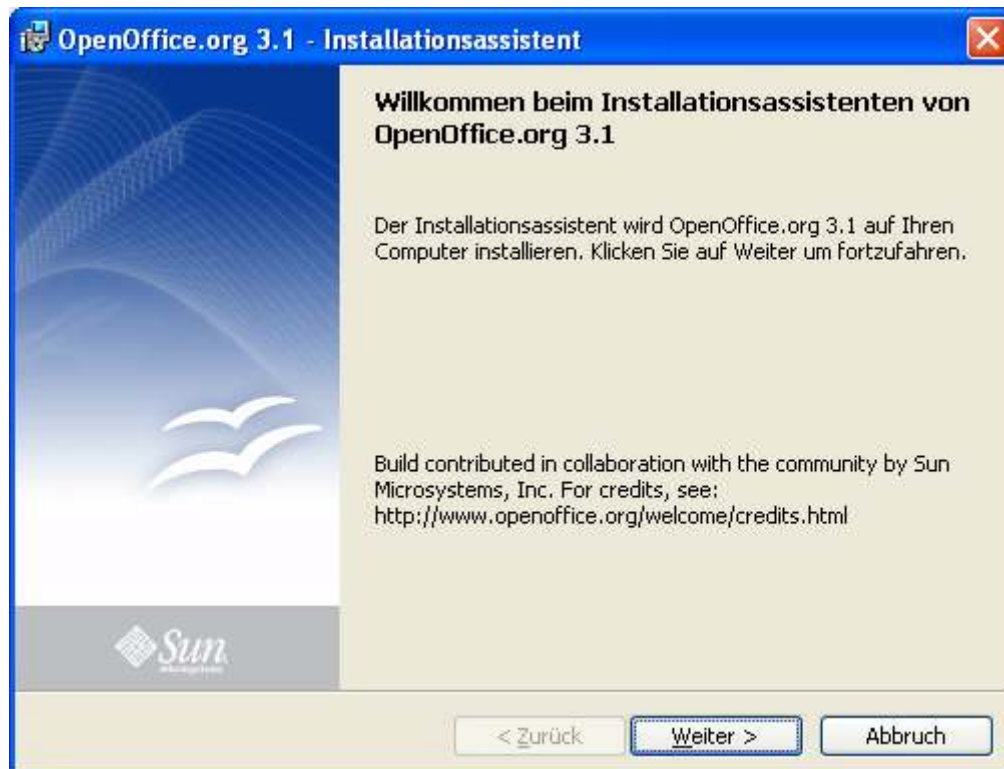 OpenOffice.org 3.1 - Installationsassistent
Willkommen beim Installationsassistenten von
OpenOffice.org 3.1
Der Installationsassistent wird OpenOffice.org 3.1 auf Ihren
Computer installieren. Klicken Sie auf Weiter um fortzufahren.
Build contributed in collaboration with the community by Sun
Microsystems, Inc. For credits, see:
http://www.openoffice.org/welcome/credits.html
Sun
microsystems
< Zurück
Weiter >
Abbruch